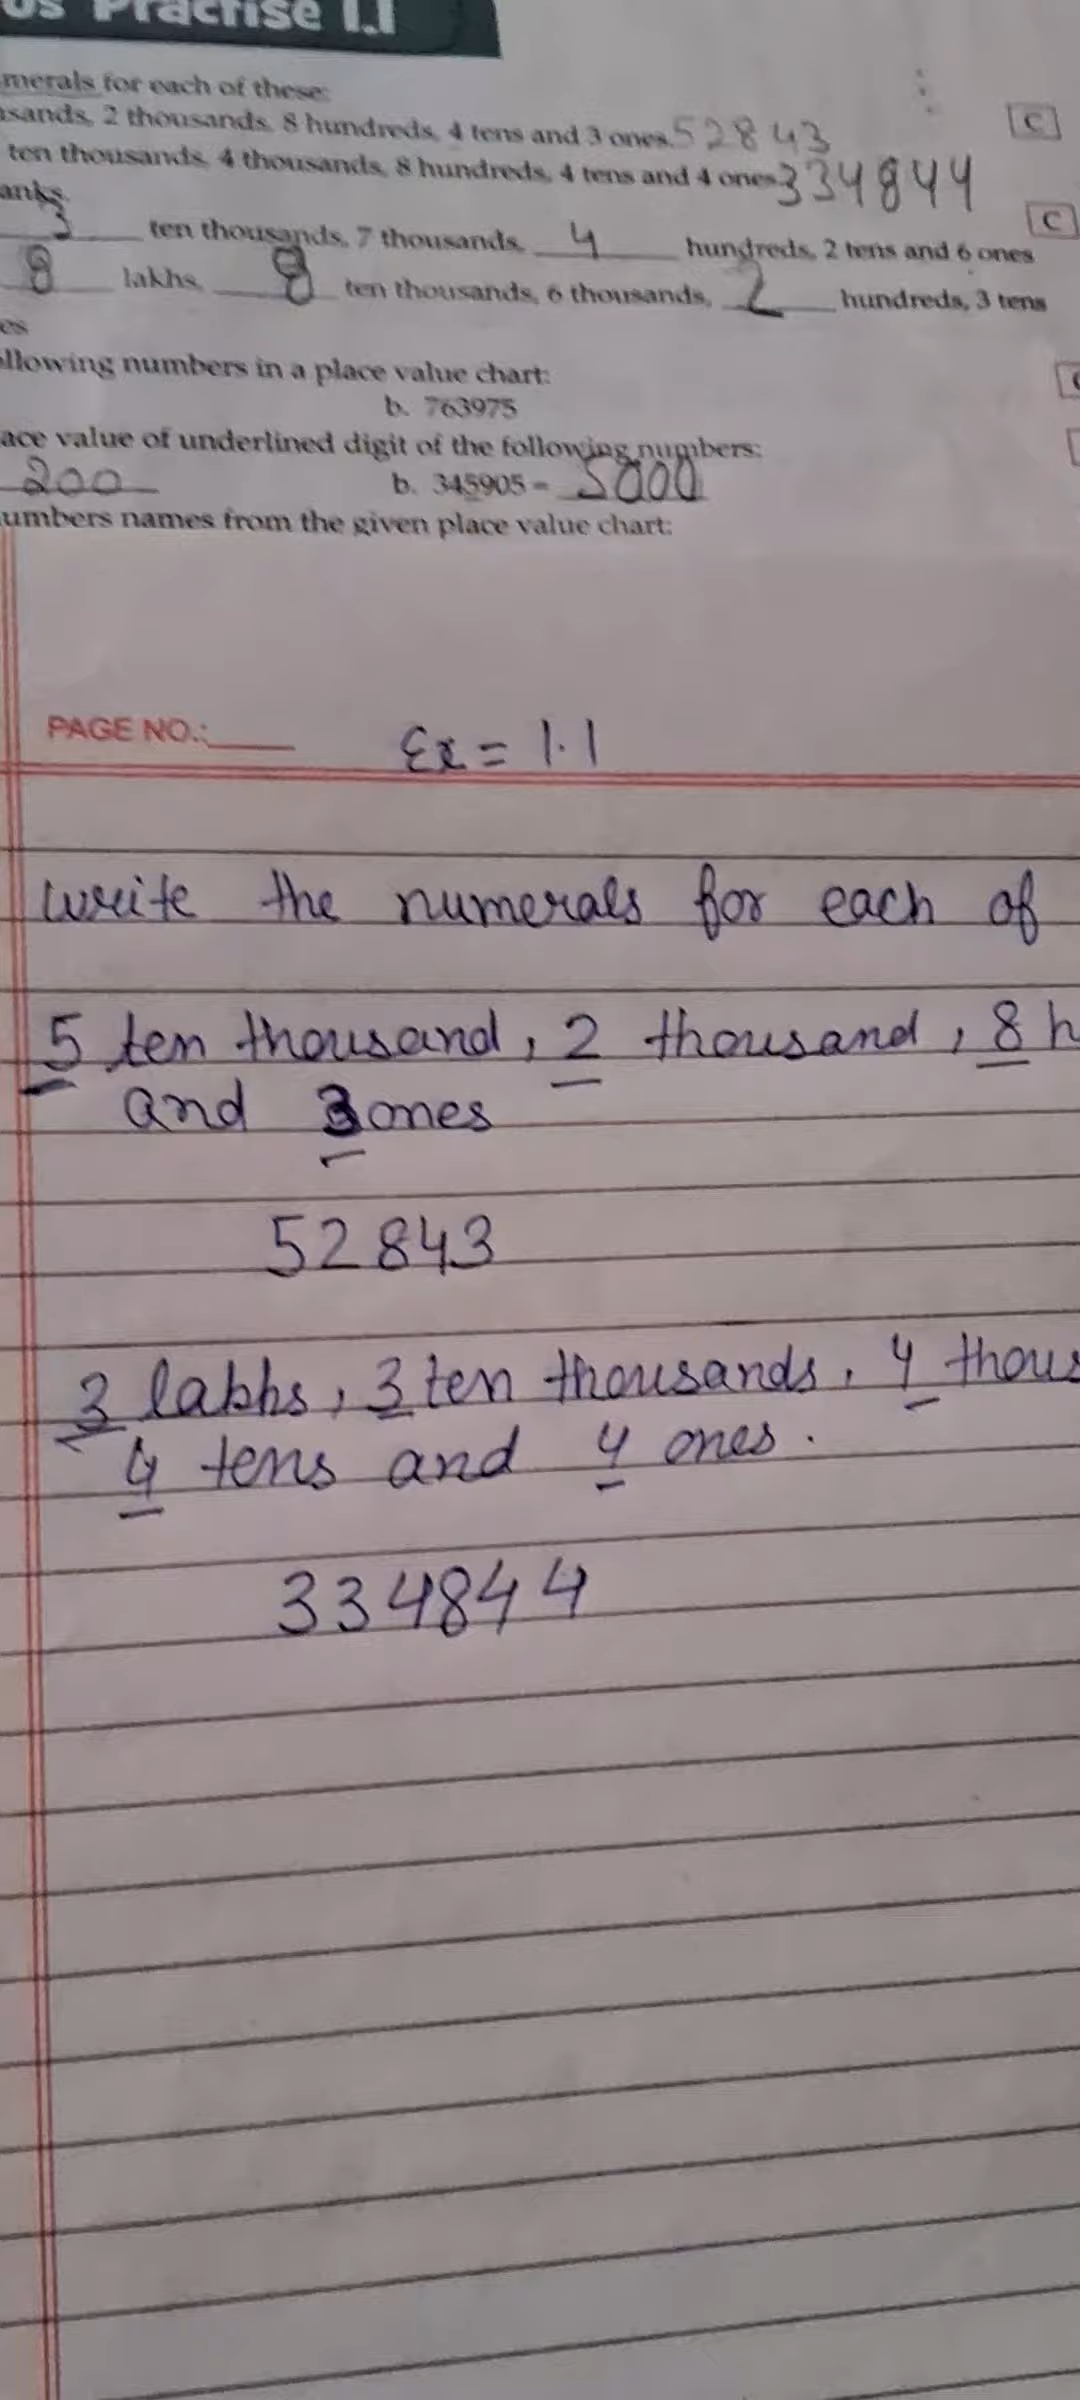 us Practise 1.1
merals for each of these:
sands, 2 thousands, 8 hundreds, 4 tens and 3 ones. 52843
C
ten thousands, 4 thousands, 8 hundreds, 4 tens and 4 ones 334844
anks.
C
3 ten thousands, 7 thousands, 4 hundreds, 2 tens and 6 ones
8 lakhs, 8 ten thousands, 6 thousands, 2 hundreds, 3 tens
es
llowing numbers in a place value chart:
b. 763975
ace value of underlined digit of the following numbers:
200 b. 345905 = 5000
umbers names from the given place value chart:
PAGE NO.: Ex = 1.1
write the numerals for each of
5 ten thousand, 2 thousand, 8 h
and 3 ones
52843
3 lakhs, 3 ten thousands, 4 thous
4 tens and 4 ones.
334844